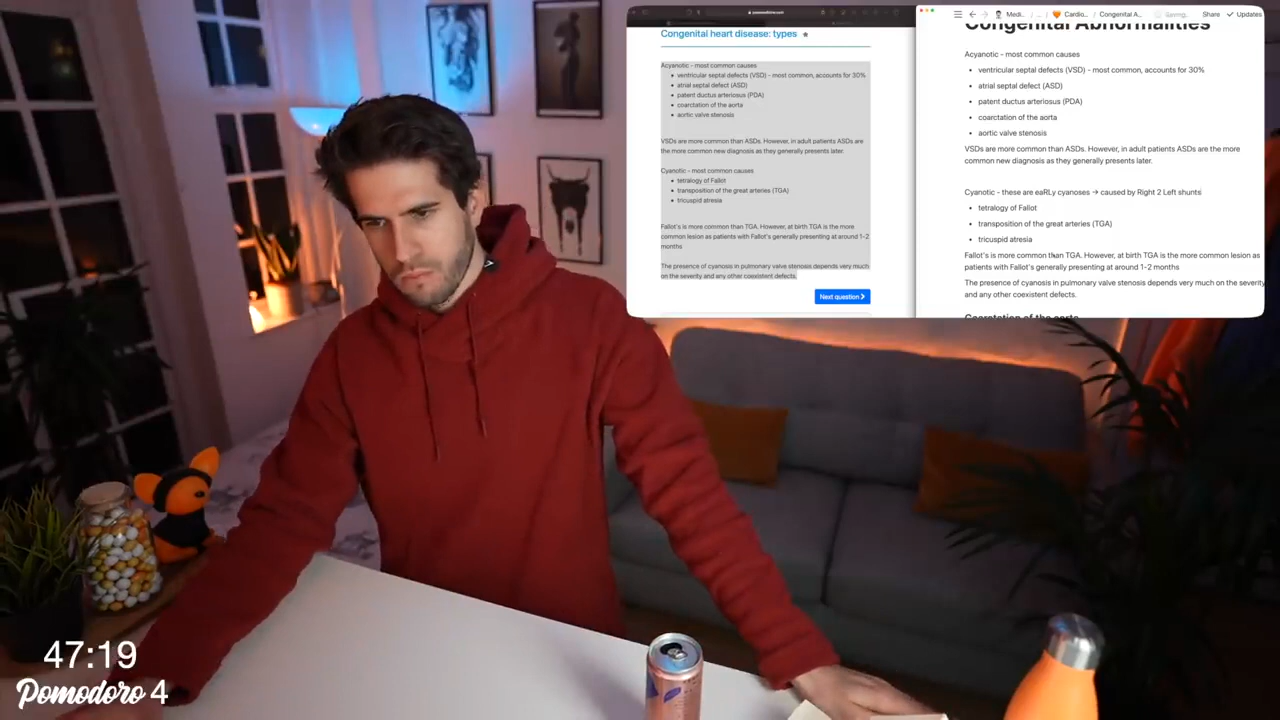 Congenital heart disease: types
Acyanotic - most common causes
• ventricular septal defects (VSD) - most common, accounts for 30%
• atrial septal defect (ASD)
• patent ductus arteriosus (PDA)
• coarctation of the aorta
• aortic valve stenosis
VSDs are more common than ASDs. However, in adult patients ASDs are
the more common new diagnosis as they generally presents later.
Cyanotic - most common causes
• tetralogy of Fallot
• transposition of the great arteries (TGA)
• tricuspid atresia
Fallot's is more common than TGA. However, at birth TGA is the more
common lesion as patients with Fallot's generally presenting at around 1-2
months
The presence of cyanosis in pulmonary valve stenosis depends very much
on the severity and any other coexistent defects.
Next question >
Medi... / ... / Cardio... / Congenital A... Saving... Share ✓ Updates
Congenital Abnormalities
Acyanotic - most common causes
• ventricular septal defects (VSD) - most common, accounts for 30%
• atrial septal defect (ASD)
• patent ductus arteriosus (PDA)
• coarctation of the aorta
• aortic valve stenosis
VSDs are more common than ASDs. However, in adult patients ASDs are the more
common new diagnosis as they generally presents later.
Cyanotic - these are eaRLy cyanoses → caused by Right 2 Left shunts
• tetralogy of Fallot
• transposition of the great arteries (TGA)
• tricuspid atresia
Fallot's is more common than TGA. However, at birth TGA is the more common lesion as
patients with Fallot's generally presenting at around 1-2 months
The presence of cyanosis in pulmonary valve stenosis depends very much on the severity
and any other coexistent defects.
Coarctation of the aorta
47:19
Pomodoro 4